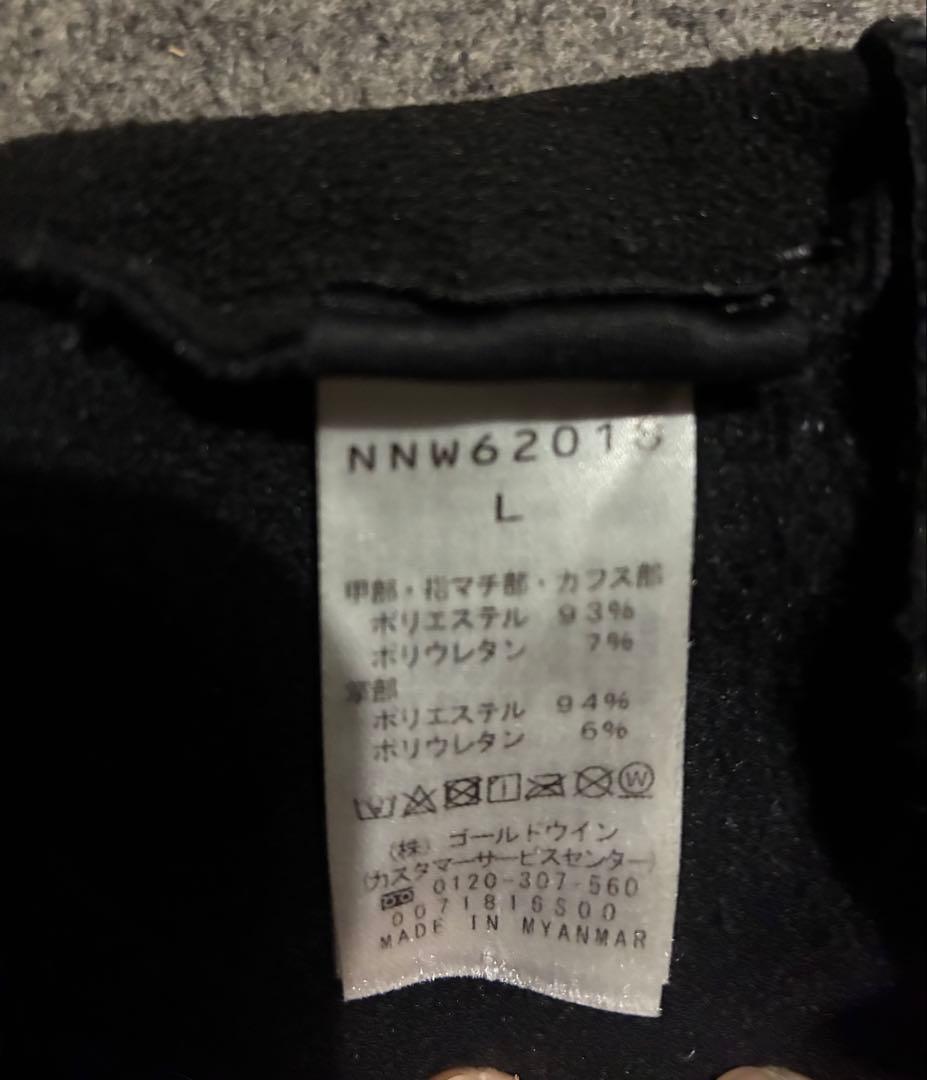 NNW62015
L
甲部・指マチ部・カフス部
ポリエステル 93%
ポリウレタン 7%
掌部
ポリエステル 94%
ポリウレタン 6%
W
(株) ゴールドウイン
(カスタマーサービスセンター)
0120-307-560
0071816S00
MADE IN MYANMAR